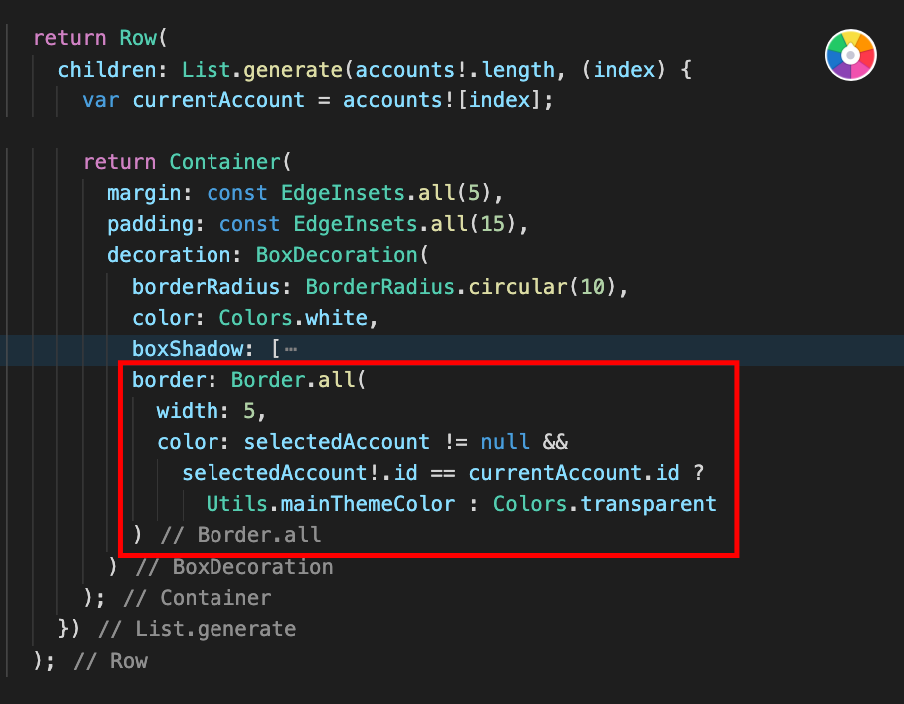 return Row(
children: List.generate(accounts!.length, (index) {
var currentAccount = accounts![index];
return Container(
margin: const EdgeInsets.all(5),
padding: const EdgeInsets.all(15),
decoration: BoxDecoration(
borderRadius: BorderRadius.circular(10),
color: Colors.white,
boxShadow: [ ⋯
border: Border.all(
width: 5,
color: selectedAccount != null &&
selectedAccount!.id == currentAccount.id ?
Utils.mainThemeColor : Colors.transparent
) // Border.all
) // BoxDecoration
); // Container
}) // List.generate
); // Row